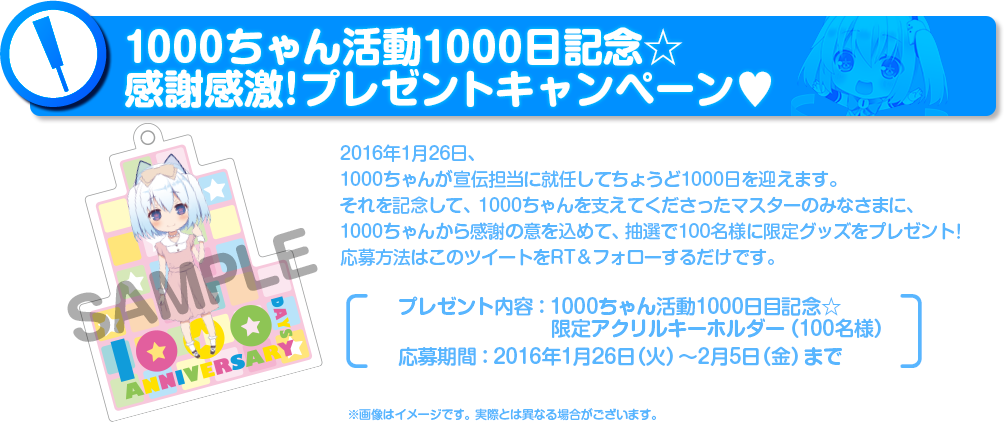 1000ちゃん活動1000日記念☆
感謝感激!プレゼントキャンペーン♥
2016年1月26日、
1000ちゃんが宣伝担当に就任してちょうど1000日を迎えます。
それを記念して、1000ちゃんを支えてくださったマスターのみなさまに、
1000ちゃんから感謝の意を込めて、抽選で100名様に限定グッズをプレゼント!
応募方法はこのツイートをRT&フォローするだけです。
プレゼント内容:1000ちゃん活動1000日目記念☆
限定アクリルキーホルダー(100名様)
応募期間:2016年1月26日(火)~2月5日(金)まで
※画像はイメージです。実際とは異なる場合がございます。
SAMPLE
1000 DAYS
ANNIVERSARY